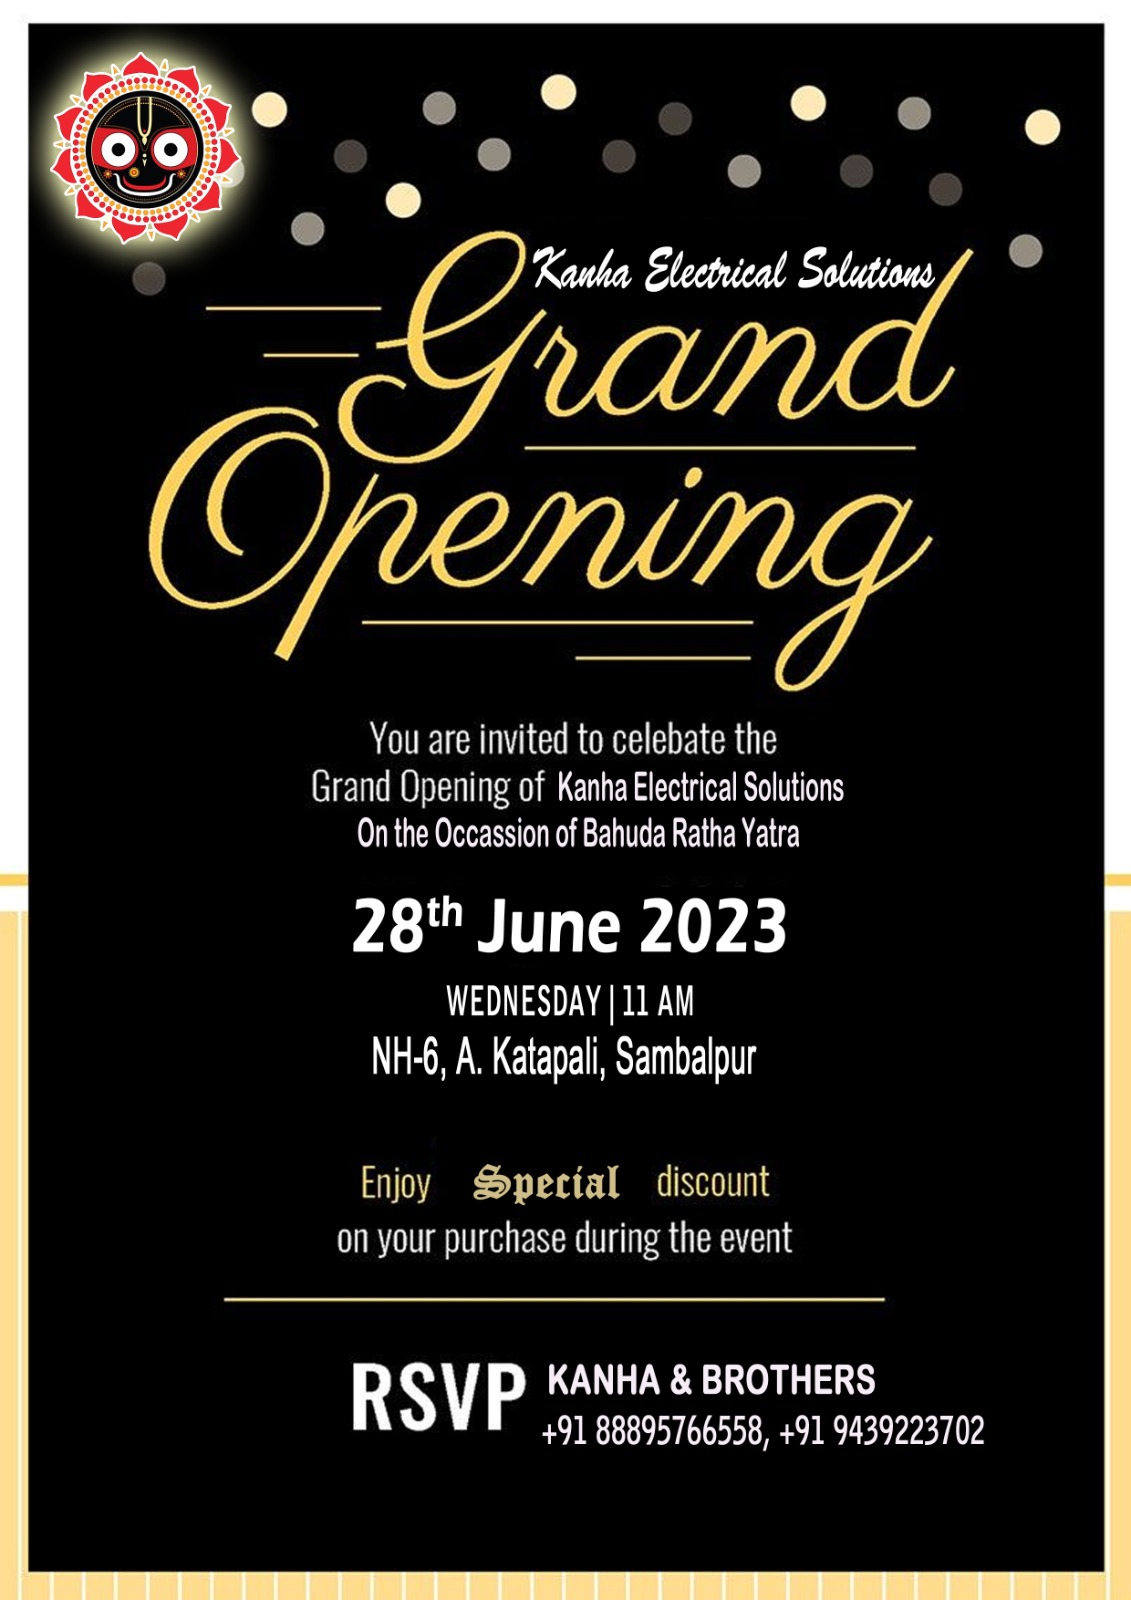 Kanha Electrical Solutions
Grand
Opening
You are invited to celebate the
Grand Opening of Kanha Electrical Solutions
On the Occassion of Bahuda Ratha Yatra
28th June 2023
WEDNESDAY | 11 AM
NH-6, A. Katapali, Sambalpur
Enjoy Special discount
on your purchase during the event
RSVP KANHA & BROTHERS
+91 88895766558, +91 9439223702